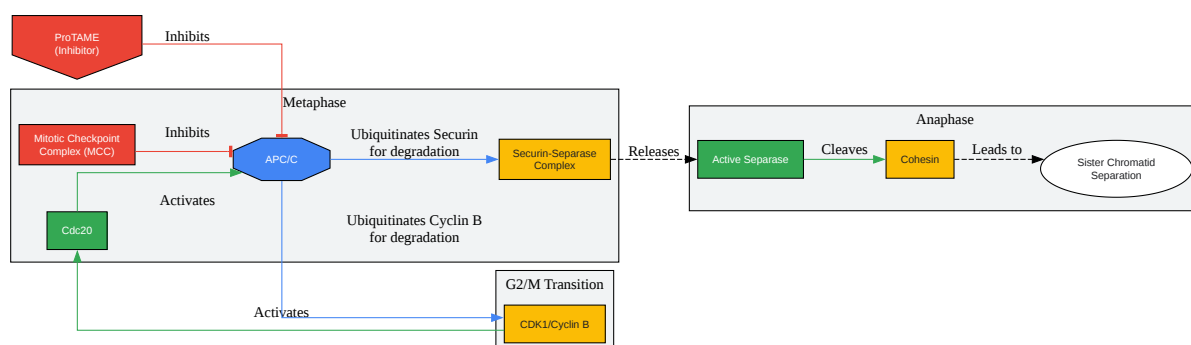 ProTAME
(Inhibitor)
Inhibits
Metaphase
Mitotic Checkpoint
Complex (MCC)
Inhibits
APC/C
Ubiquitinates Securin
for degradation
Securin-Separase
Complex
Releases
Anaphase
Active Separase
Cleaves
Cohesin
Leads to
Sister Chromatid
Separation
Activates
Cdc20
Ubiquitinates Cyclin B
for degradation
G2/M Transition
Activates
CDK1/Cyclin B